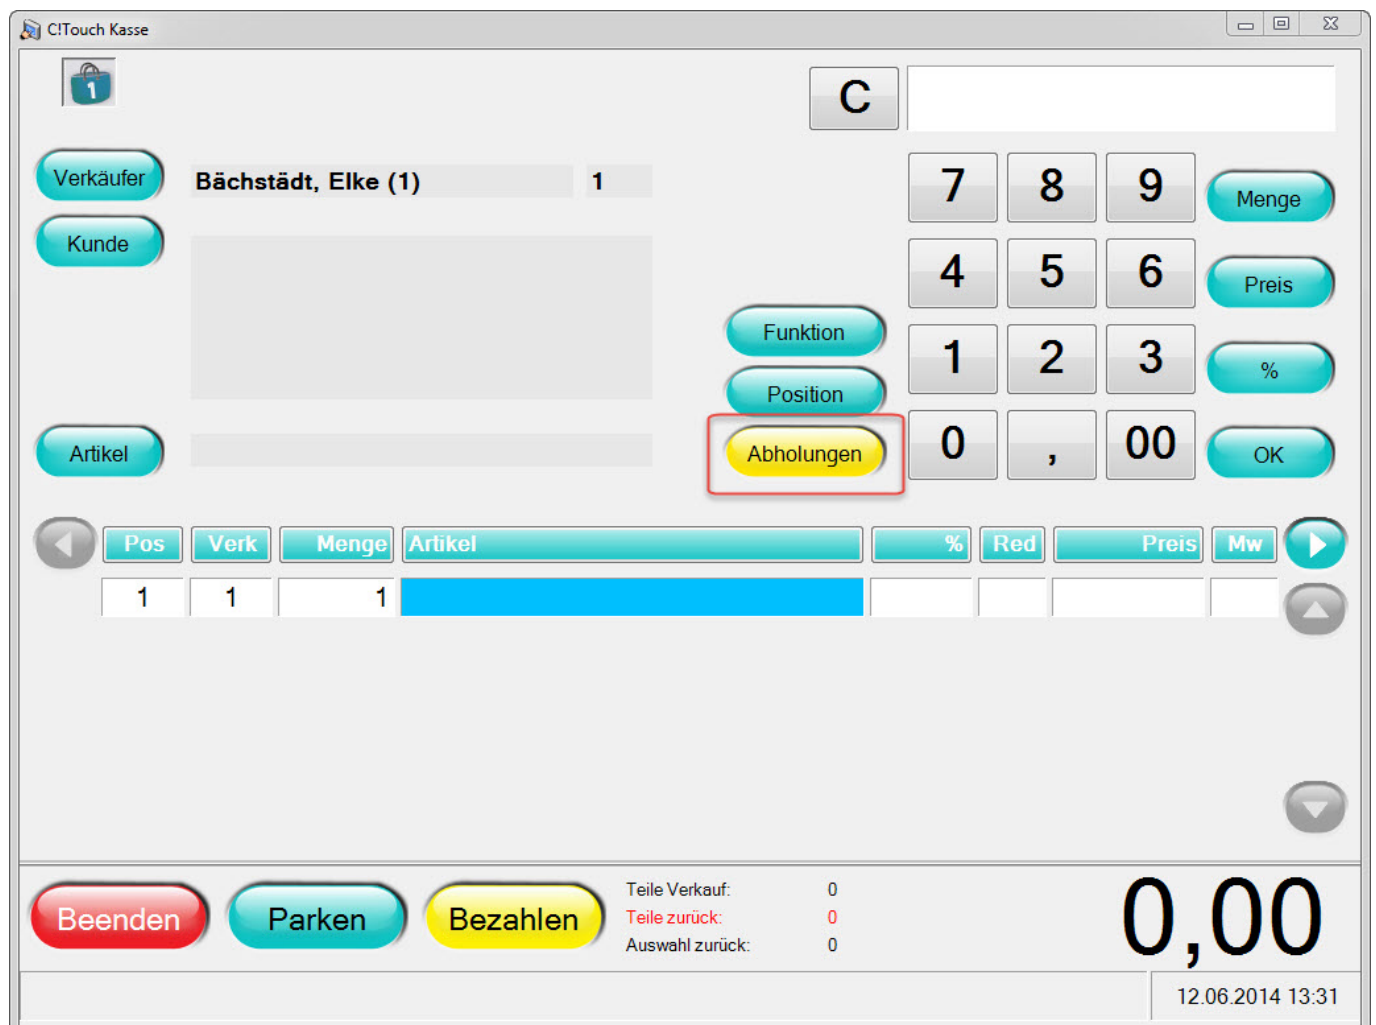 C!Touch Kasse
1
C
Verkäufer
Bächstädt, Elke (1)
1
7
8
9
Menge
Kunde
4
5
6
Preis
Funktion
1
2
3
%
Position
Artikel
Abholungen
0
,
00
OK
Pos
Verk
Menge
Artikel
%
Red
Preis
Mw
1
1
1
Beenden
Parken
Bezahlen
Teile Verkauf: 0
Teile zurück: 0
Auswahl zurück: 0
0,00
12.06.2014 13:31